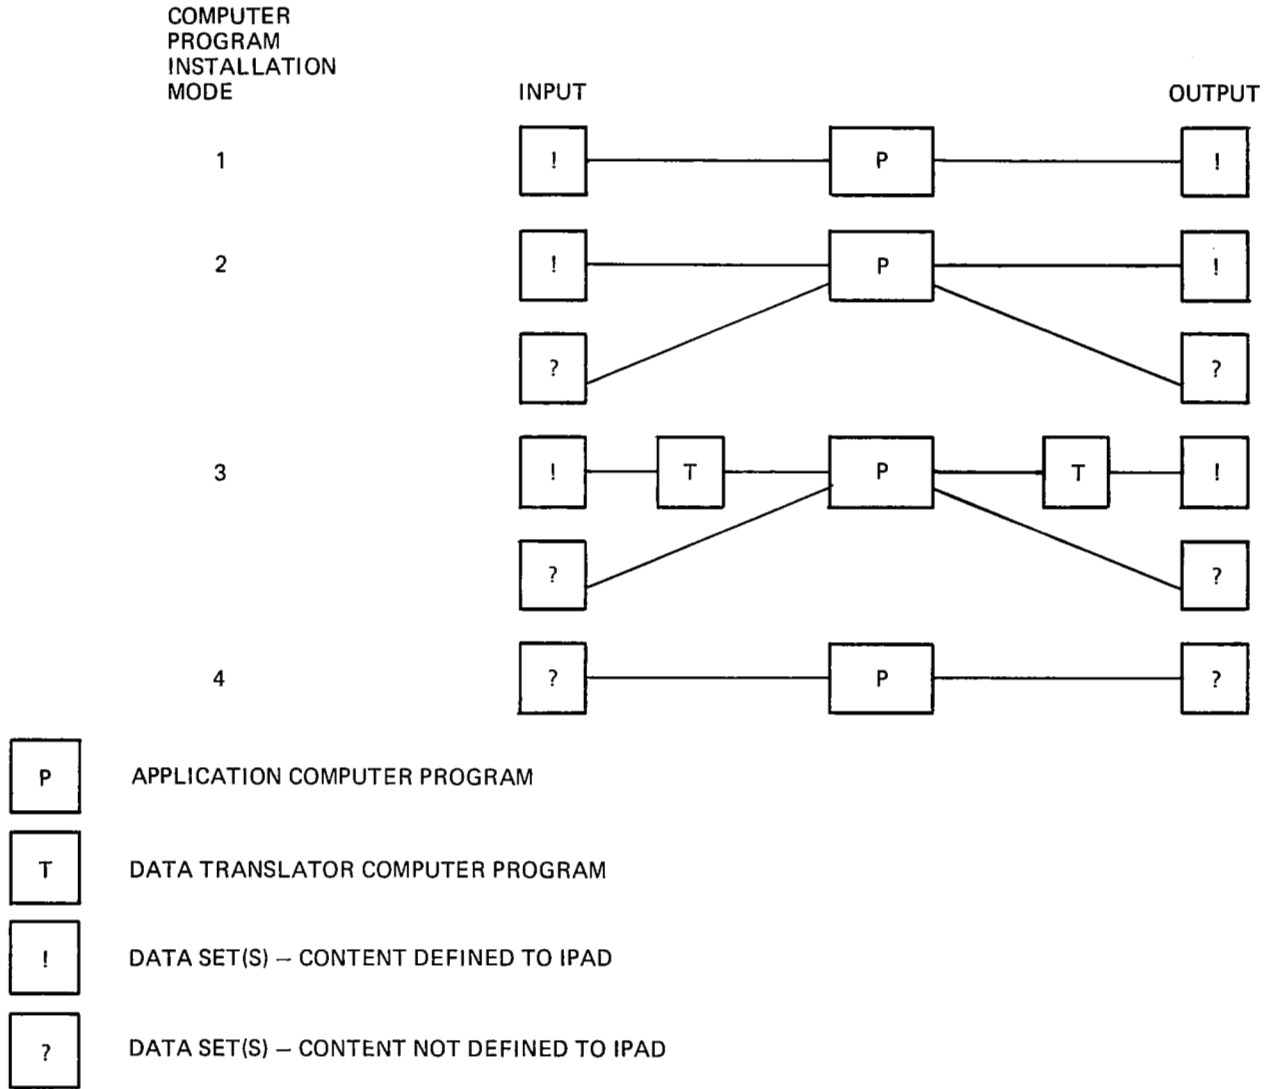 COMPUTER
PROGRAM
INSTALLATION
MODE
INPUT
OUTPUT
1
!
P
!
2
!
P
!
?
?
3
!
T
P
T
!
?
?
4
?
P
?
P
APPLICATION COMPUTER PROGRAM
T
DATA TRANSLATOR COMPUTER PROGRAM
!
DATA SET(S) — CONTENT DEFINED TO IPAD
?
DATA SET(S) — CONTENT NOT DEFINED TO IPAD